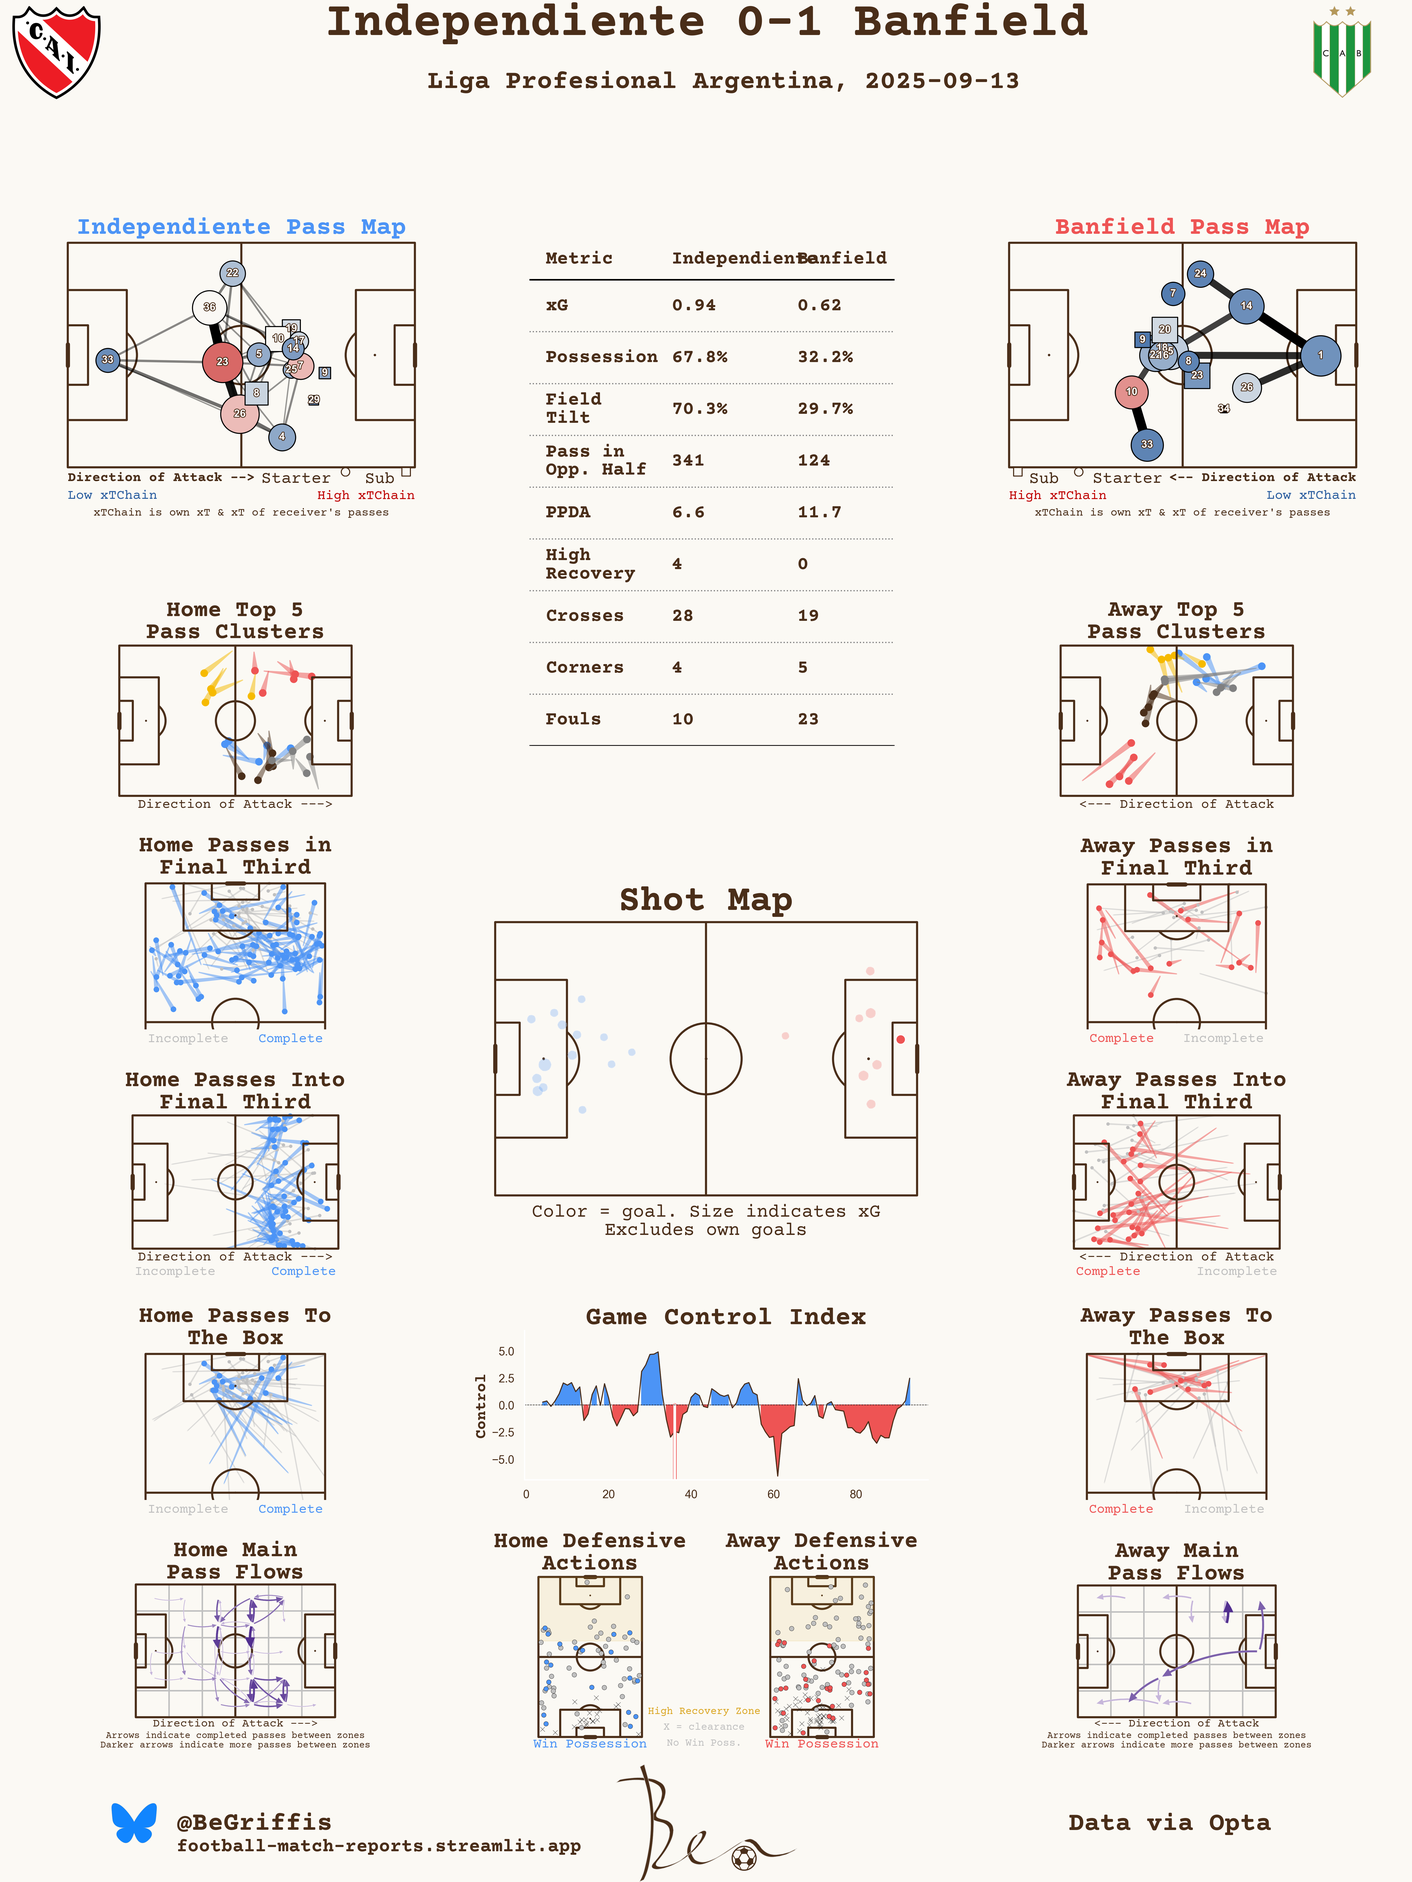 Independiente 0-1 Banfield
Liga Profesional Argentina, 2025-09-13
C.A.I.
C A B
Independiente Pass Map
22
36
19
10
17
14
5
33
23
25
7
9
8
29
26
4
Direction of Attack --> Starter Sub
Low xTChain High xTChain
xTChain is own xT & xT of receiver's passes
Metric Independiente Banfield
xG 0.94 0.62
Possession 67.8% 32.2%
Field
Tilt 70.3% 29.7%
Pass in
Opp. Half 341 124
PPDA 6.6 11.7
High
Recovery 4 0
Crosses 28 19
Corners 4 5
Fouls 10 23
Banfield Pass Map
24
7
14
20
9
18
16
8
1
23
10
26
34
33
Sub Starter <-- Direction of Attack
High xTChain Low xTChain
xTChain is own xT & xT of receiver's passes
Home Top 5
Pass Clusters
Direction of Attack --->
Away Top 5
Pass Clusters
<--- Direction of Attack
Home Passes in
Final Third
Incomplete Complete
Away Passes in
Final Third
Complete Incomplete
Shot Map
Color = goal. Size indicates xG
Excludes own goals
Home Passes Into
Final Third
Direction of Attack --->
Incomplete Complete
Away Passes Into
Final Third
<--- Direction of Attack
Complete Incomplete
Home Passes To
The Box
Incomplete Complete
Game Control Index
Control
5.0
2.5
0.0
−2.5
−5.0
0 20 40 60 80
Away Passes To
The Box
Complete Incomplete
Home Main
Pass Flows
Direction of Attack --->
Arrows indicate completed passes between zones
Darker arrows indicate more passes between zones
Home Defensive
Actions
Win Possession
Away Defensive
Actions
Win Possession
High Recovery Zone
X = clearance
No Win Poss.
Away Main
Pass Flows
<--- Direction of Attack
Arrows indicate completed passes between zones
Darker arrows indicate more passes between zones
@BeGriffis
football-match-reports.streamlit.app
Ben
Data via Opta